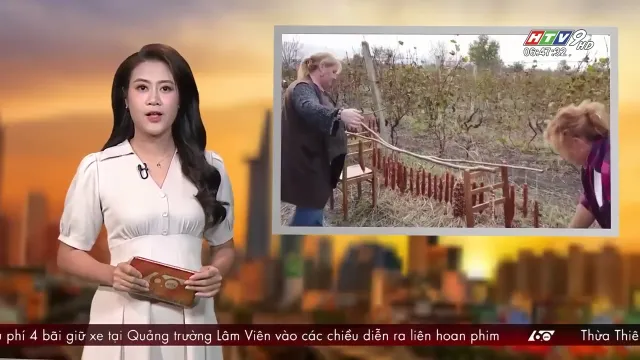 HTV9 HD
06:47:32
phí 4 bãi giữ xe tại Quảng trường Lâm Viên vào các chiều diễn ra liên hoan phim
Thừa Thiê